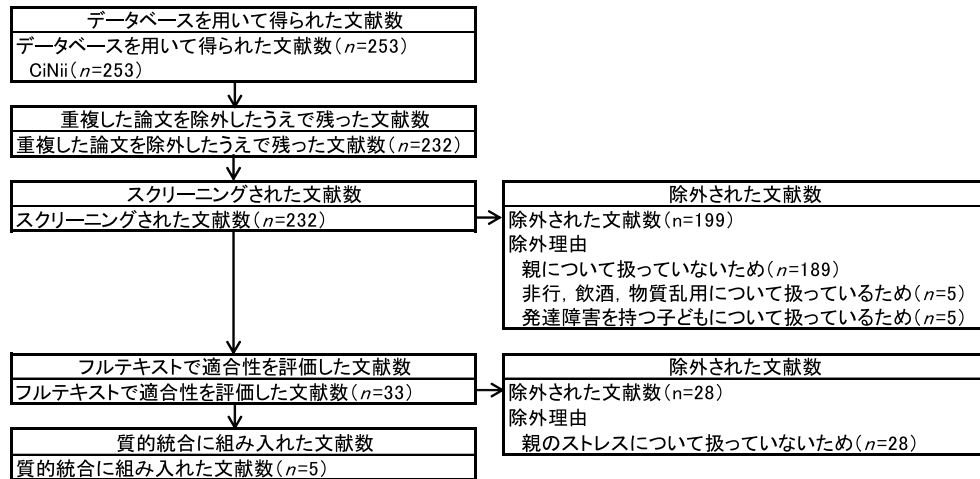 データベースを用いて得られた文献数
データベースを用いて得られた文献数(n=253)
CiNii(n=253)
重複した論文を除外したうえで残った文献数
重複した論文を除外したうえで残った文献数(n=232)
スクリーニングされた文献数
スクリーニングされた文献数(n=232)
除外された文献数
除外された文献数(n=199)
除外理由
親について扱っていないため(n=189)
非行，飲酒，物質乱用について扱っているため(n=5)
発達障害を持つ子どもについて扱っているため(n=5)
フルテキストで適合性を評価した文献数
フルテキストで適合性を評価した文献数(n=33)
除外された文献数
除外された文献数(n=28)
除外理由
親のストレスについて扱っていないため(n=28)
質的統合に組み入れた文献数
質的統合に組み入れた文献数(n=5)